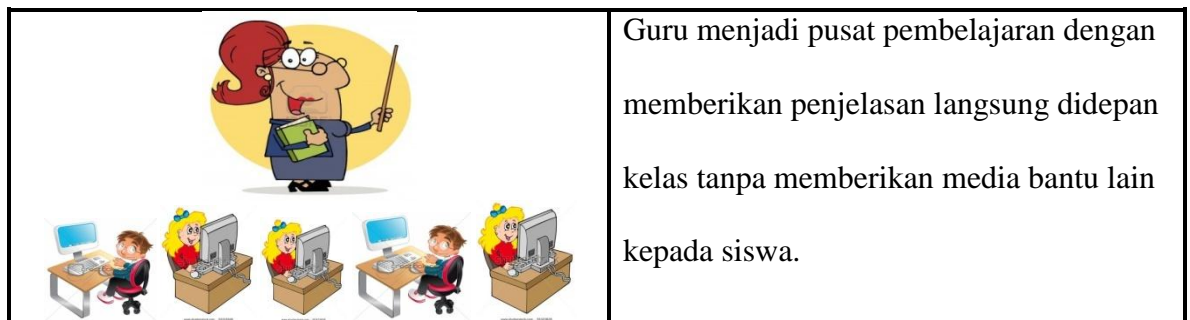 Guru menjadi pusat pembelajaran dengan
memberikan penjelasan langsung didepan
kelas tanpa memberikan media bantu lain
kepada siswa.